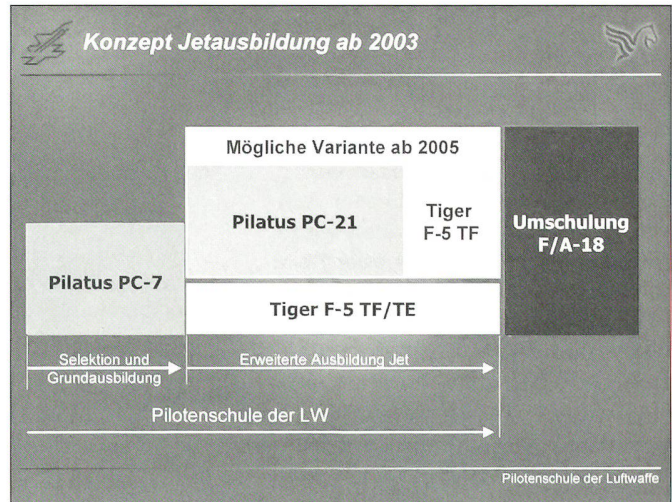 Konzept Jetausbildung ab 2003
Mögliche Variante ab 2005
Pilatus PC-21
Tiger
F-5 TF
Umschulung
F/A-18
Pilatus PC-7
Tiger F-5 TF/TE
Selektion und
Grundausbildung
Erweiterte Ausbildung Jet
Pilotenschule der LW
Pilotenschule der Luftwaffe